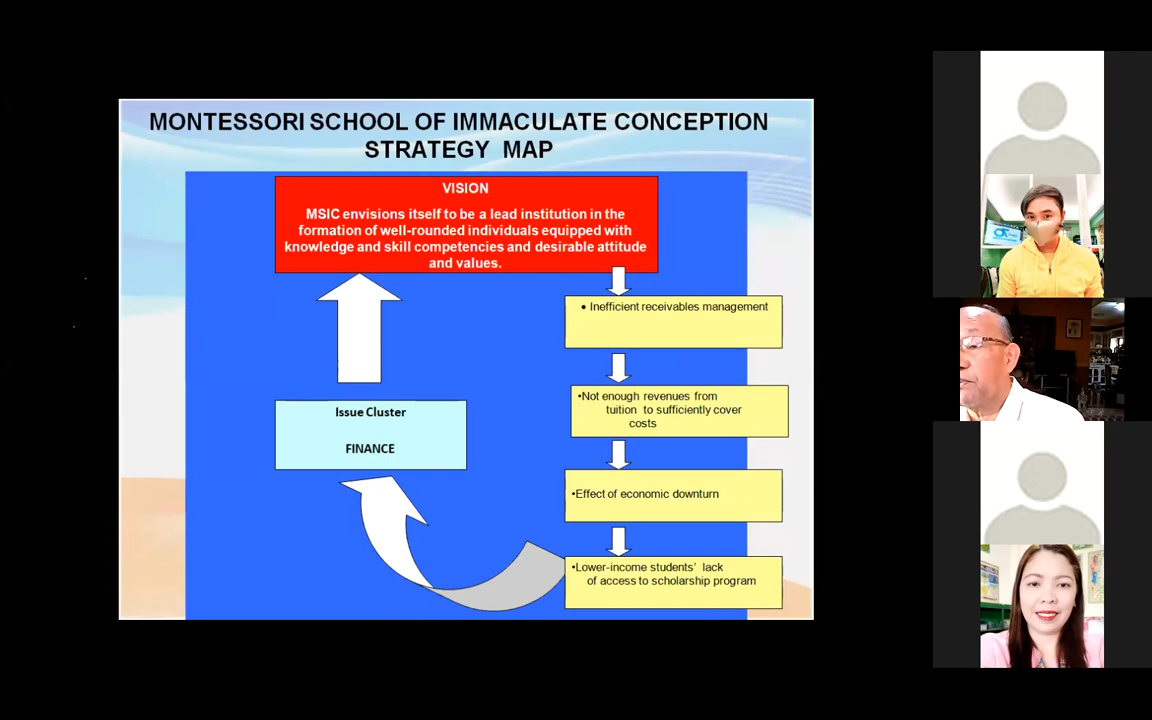 MONTESSORI SCHOOL OF IMMACULATE CONCEPTION
STRATEGY MAP
VISION
MSIC envisions itself to be a lead institution in the
formation of well-rounded individuals equipped with
knowledge and skill competencies and desirable attitude
and values.
• Inefficient receivables management
•Not enough revenues from
tuition to sufficiently cover
costs
Issue Cluster
FINANCE
•Effect of economic downturn
•Lower-income students' lack
of access to scholarship program